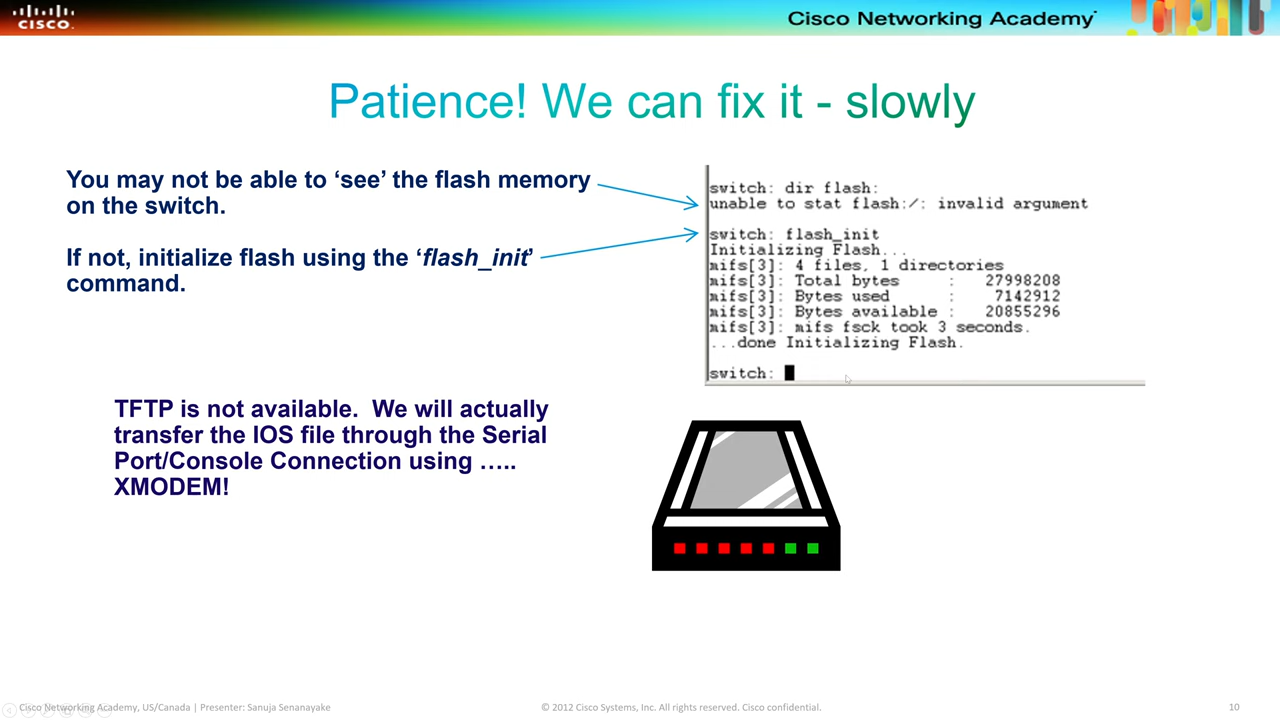 CISCO.
Cisco Networking Academy
Patience! We can fix it - slowly
You may not be able to ‘see’ the flash memory
on the switch.
If not, initialize flash using the ‘flash_init’
command.
switch: dir flash:
unable to stat flash:/: invalid argument
switch: flash_init
Initializing Flash...
mifs[3]: 4 files, 1 directories
mifs[3]: Total bytes : 27998208
mifs[3]: Bytes used : 7142912
mifs[3]: Bytes available : 20855296
mifs[3]: mifs fsck took 3 seconds.
...done Initializing Flash.
switch:
TFTP is not available. We will actually
transfer the IOS file through the Serial
Port/Console Connection using …..
XMODEM!
Cisco Networking Academy, US/Canada | Presenter: Sanuja Senanayake
© 2012 Cisco Systems, Inc. All rights reserved. Cisco confidential.
10